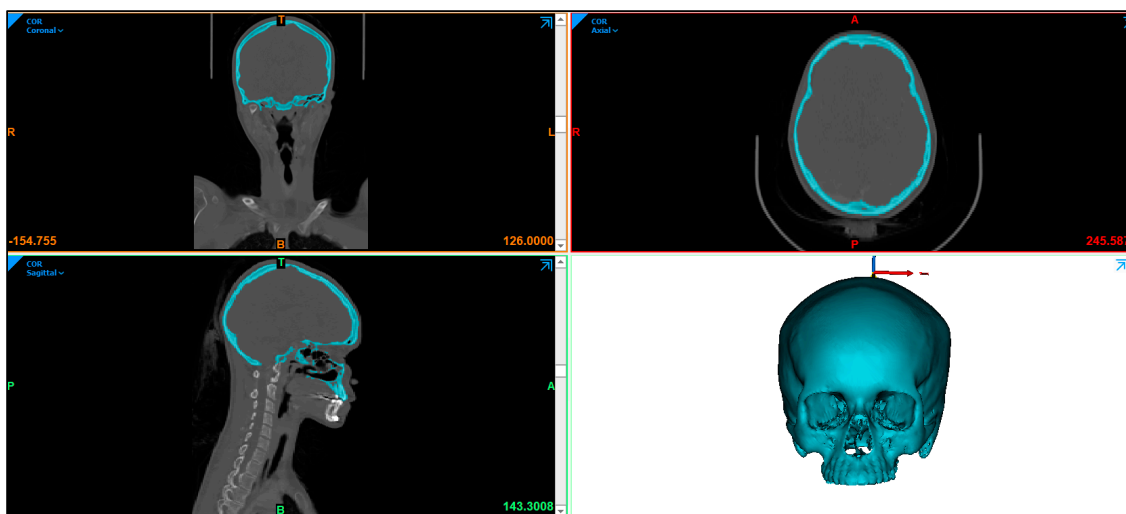 COR
Coronal
T
R
L
-154.755
B
126.0000
COR
Axial
A
R
P
245.587
COR
Sagittal
T
P
A
B
143.3008